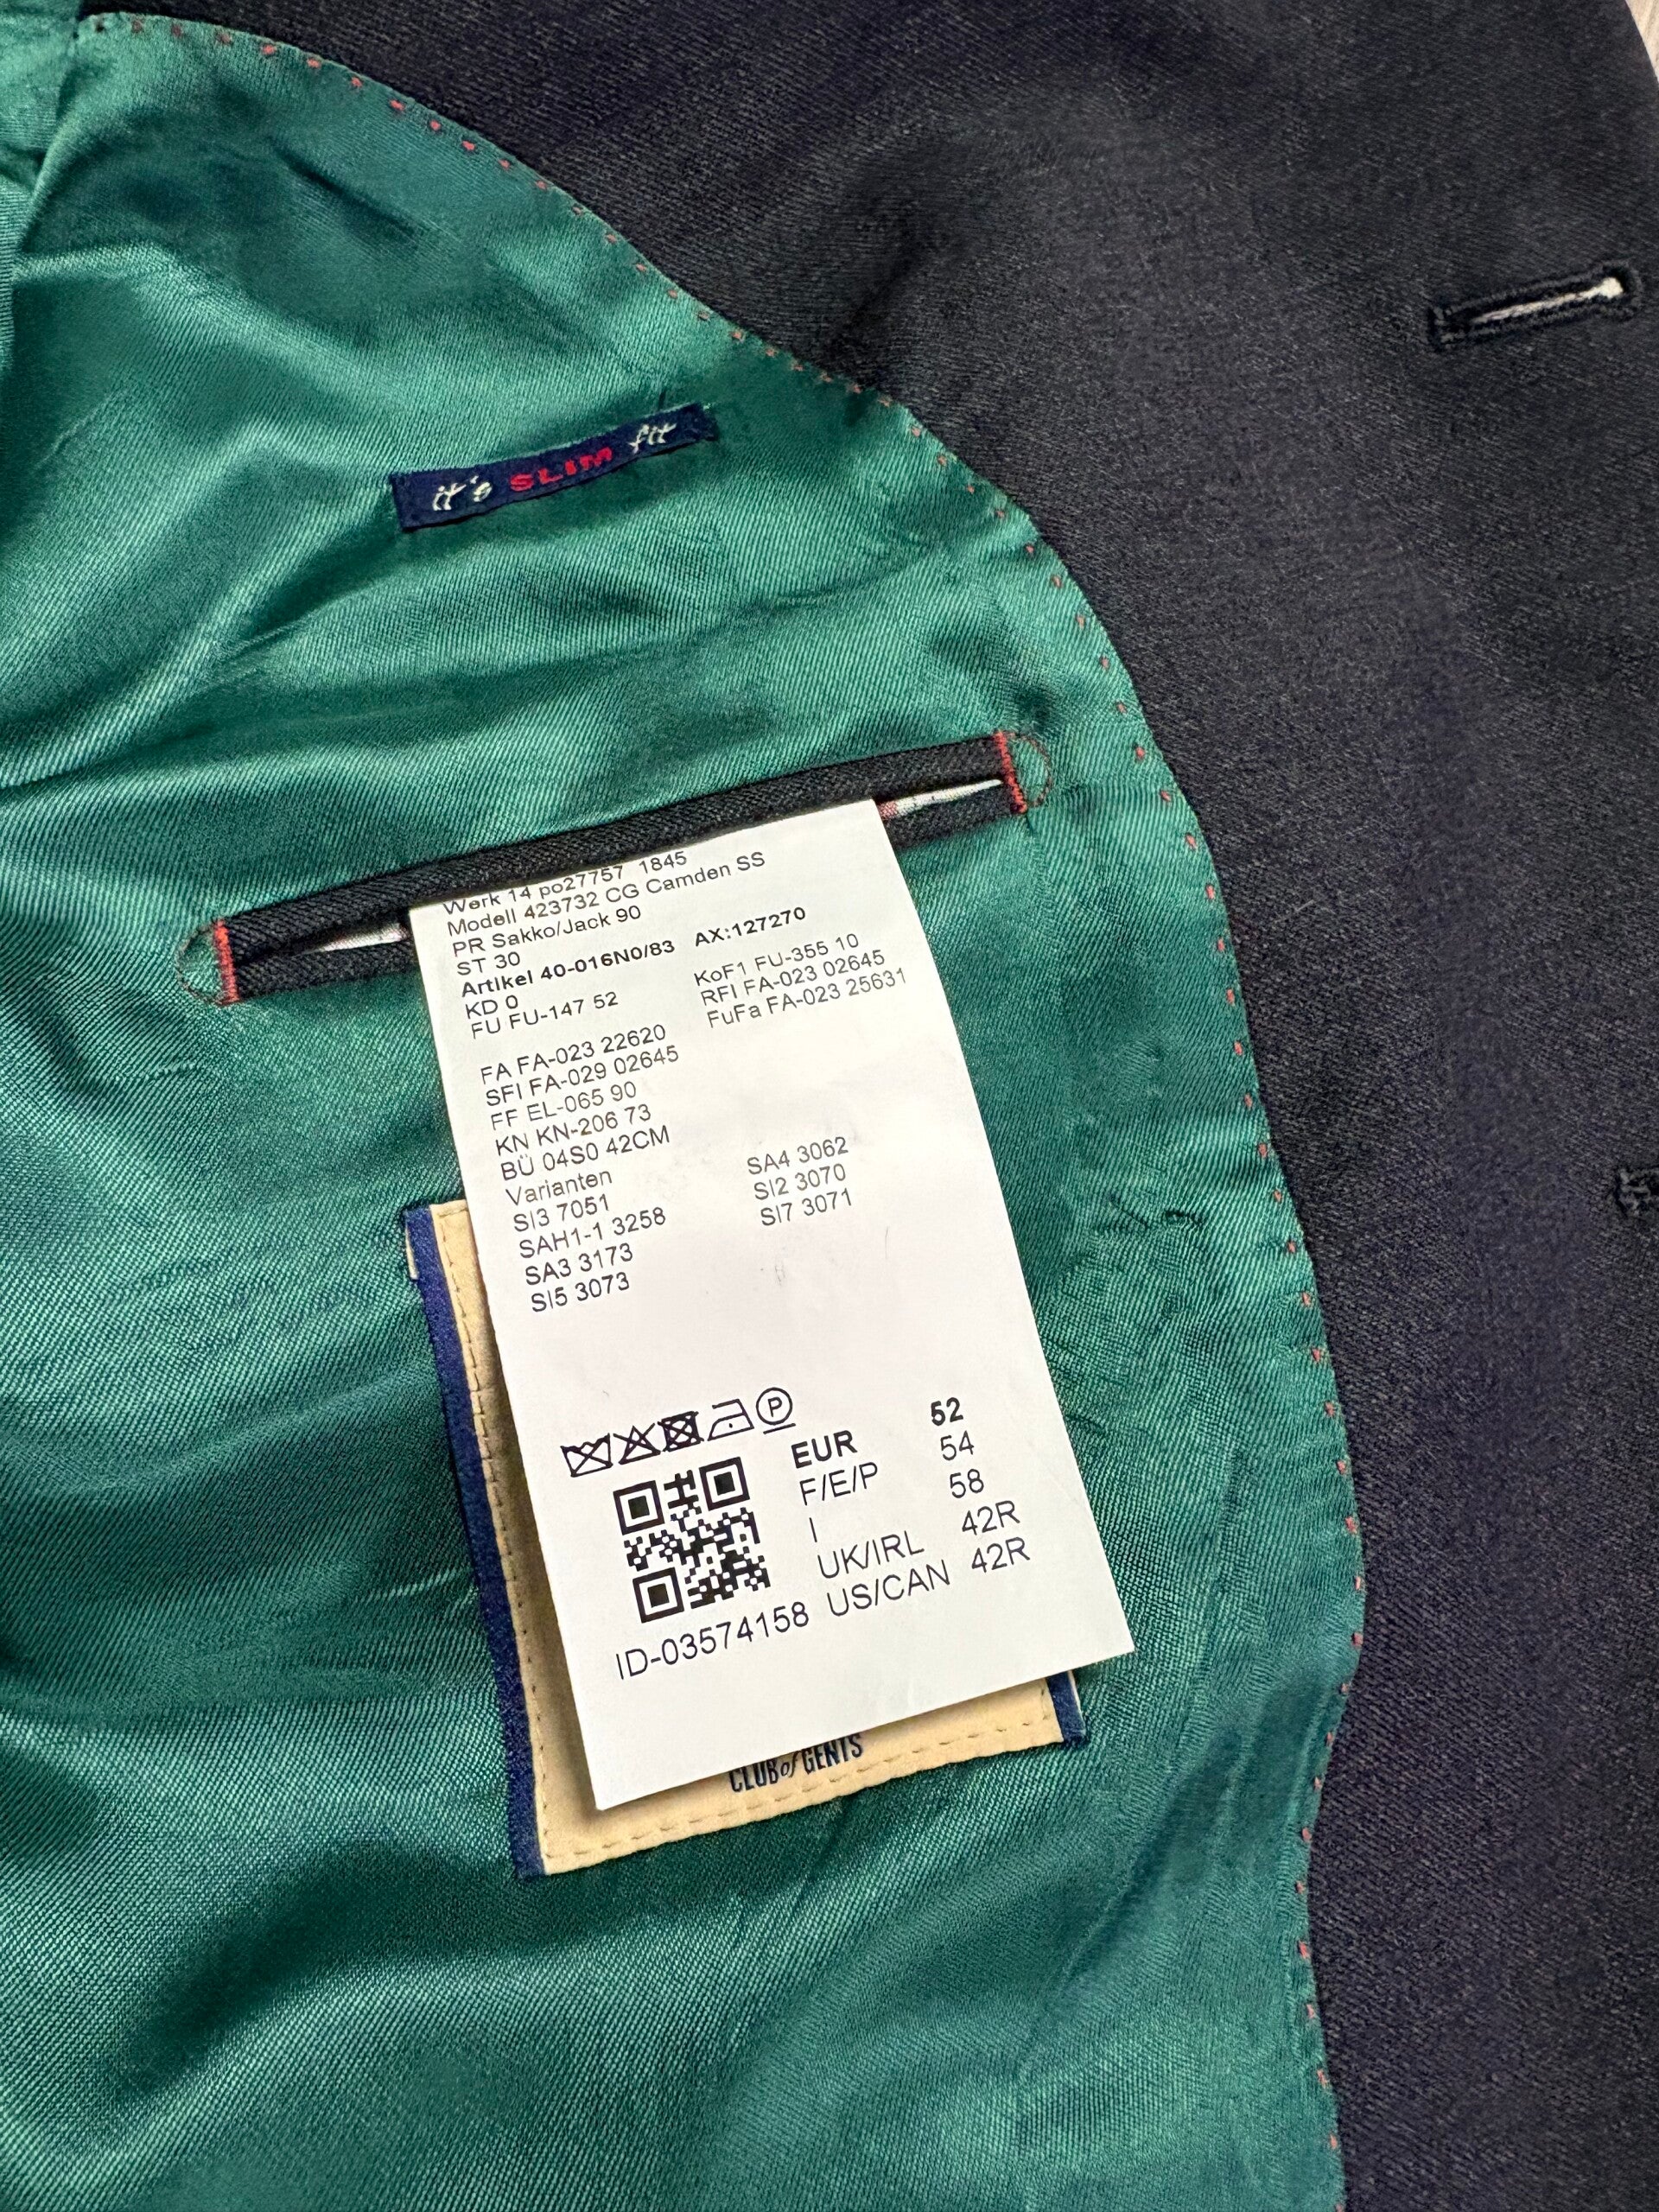 it's SLIM fit
Werk 14 po27757 1845
Modell 423732 CG Camden SS
PR Sakko/Jack 90
ST 30
Artikel 40-016N0/83 AX:127270
KD 0 KoF1 FU-355 10
FU FU-147 52 RFI FA-023 02645
FuFa FA-023 25631
FA FA-023 22620
SFI FA-029 02645
FF EL-065 90
KN KN-206 73
BÜ 04S0 42CM
Varianten SA4 3062
SI3 7051 SI2 3070
SAH1-1 3258 SI7 3071
SA3 3173
SI5 3073
P
EUR 52
F/E/P 54
I 58
UK/IRL 42R
US/CAN 42R
ID-03574158
CLUB of GENTS